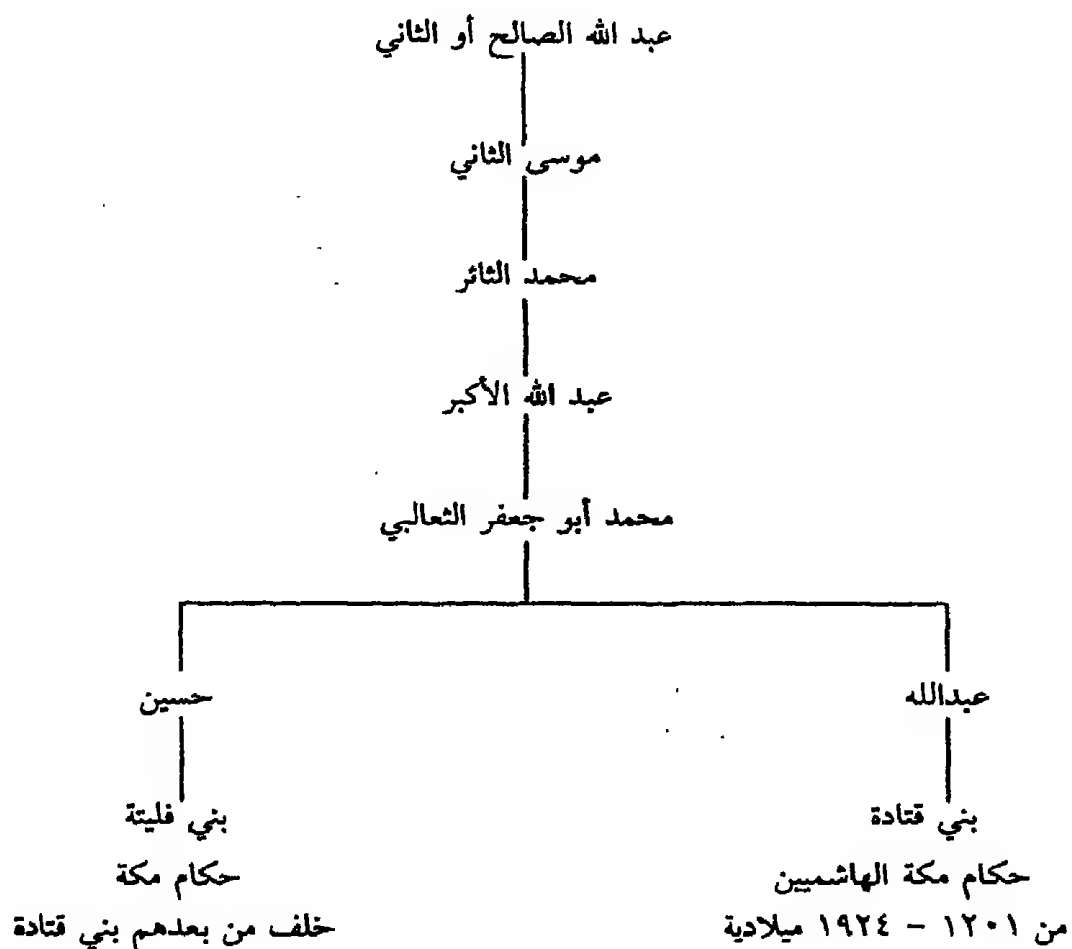 عبد الله الصالح أو الثاني
موسى الثاني
محمد الثائر
عبد الله الأكبر
محمد أبو جعفر الثعالبي
عبدالله
حسين
بني قتادة
بني فليتة
حكام مكة الهاشميين
حكام مكة
من ١٢٠١ – ١٩٢٤ ميلادية
خلف من بعدهم بني قتادة